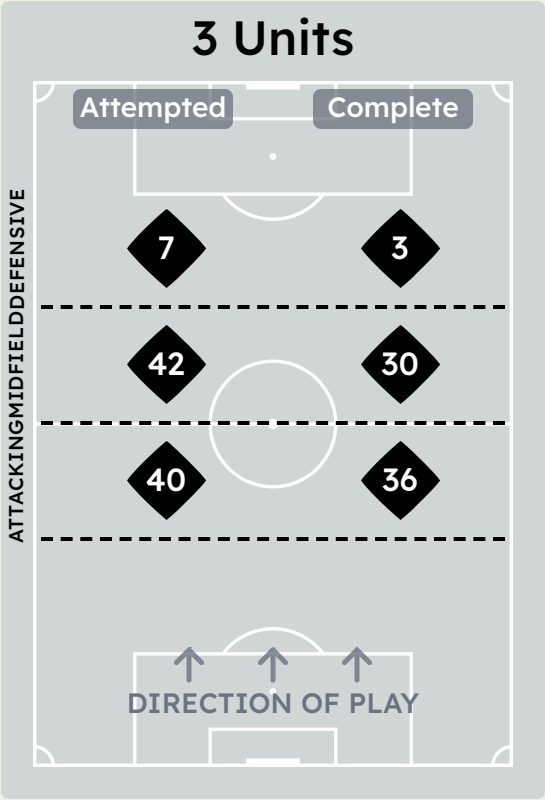 3 Units
Attempted
Complete
7
3
42
30
40
36
ATTACKINGMIDFIELDDEFENSIVE
DIRECTION OF PLAY